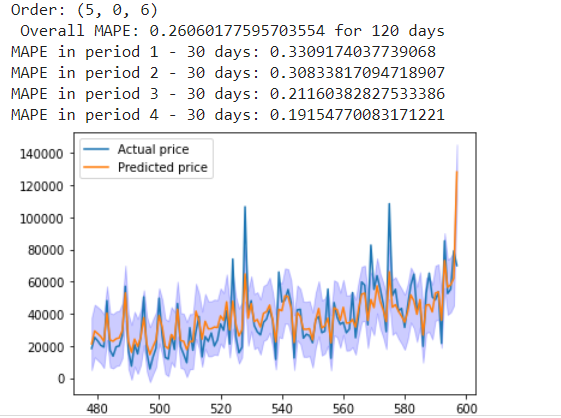 Order: (5, 0, 6)
Overall MAPE: 0.26060177595703554 for 120 days
MAPE in period 1 - 30 days: 0.3309174037739068
MAPE in period 2 - 30 days: 0.30833817094718907
MAPE in period 3 - 30 days: 0.21160382827533386
MAPE in period 4 - 30 days: 0.19154770083171221
Actual price
Predicted price
140000
120000
100000
80000
60000
40000
20000
0
480 500 520 540 560 580 600